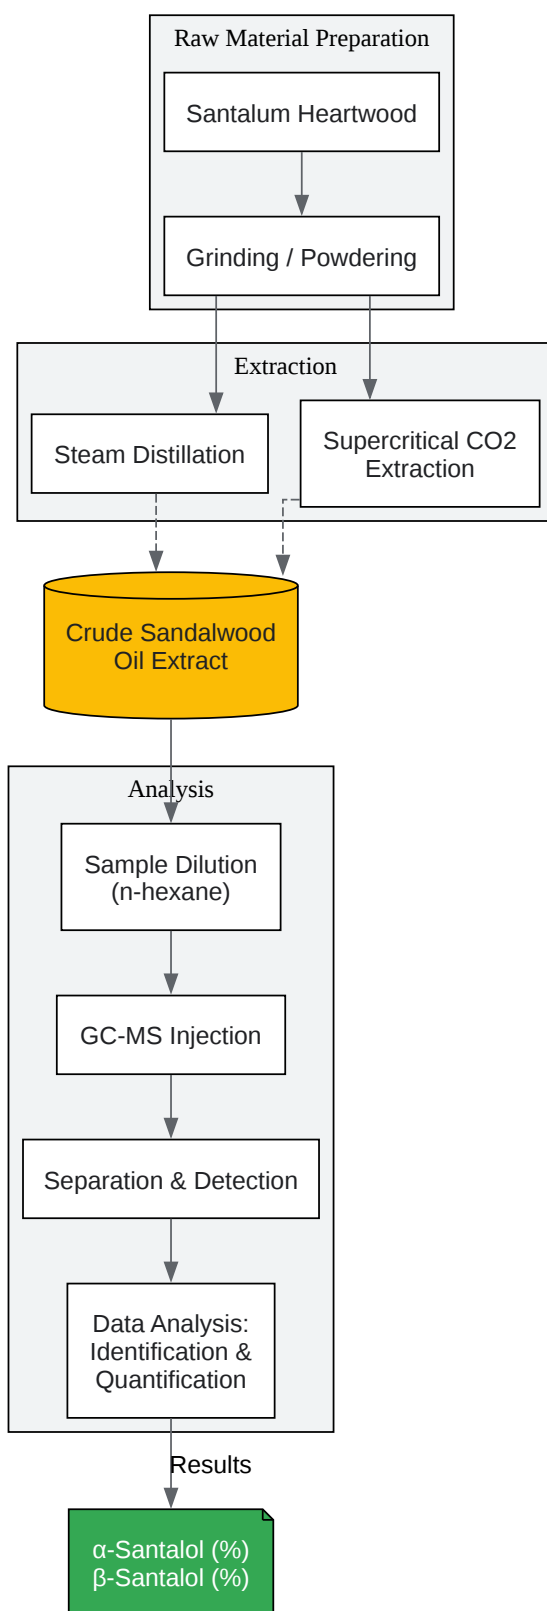 Raw Material Preparation
Santalum Heartwood
Grinding / Powdering
Extraction
Steam Distillation
Supercritical CO2
Extraction
Crude Sandalwood
Oil Extract
Analysis
Sample Dilution
(n-hexane)
GC-MS Injection
Separation & Detection
Data Analysis:
Identification &
Quantification
Results
α-Santalol (%)
β-Santalol (%)